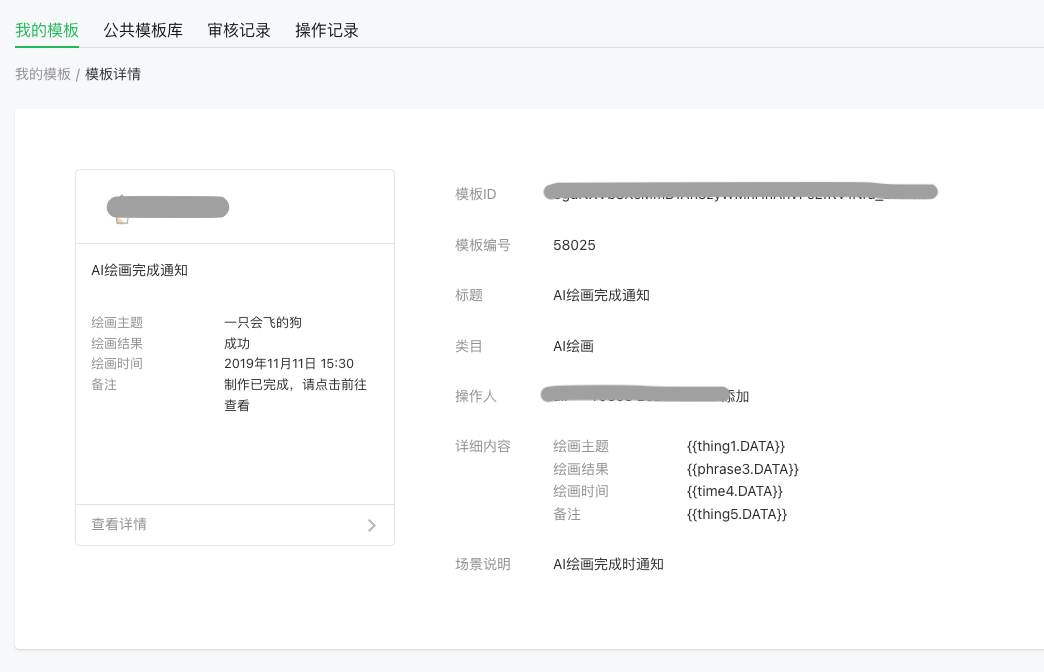 我的模板 公共模板库 审核记录 操作记录
我的模板 / 模板详情
AI绘画完成通知
绘画主题 一只会飞的狗
绘画结果 成功
绘画时间 2019年11月11日 15:30
备注 制作已完成，请点击前往
查看
查看详情
模板ID
模板编号 58025
标题 AI绘画完成通知
类目 AI绘画
操作人 添加
详细内容 绘画主题 {{thing1.DATA}}
绘画结果 {{phrase3.DATA}}
绘画时间 {{time4.DATA}}
备注 {{thing5.DATA}}
场景说明 AI绘画完成时通知